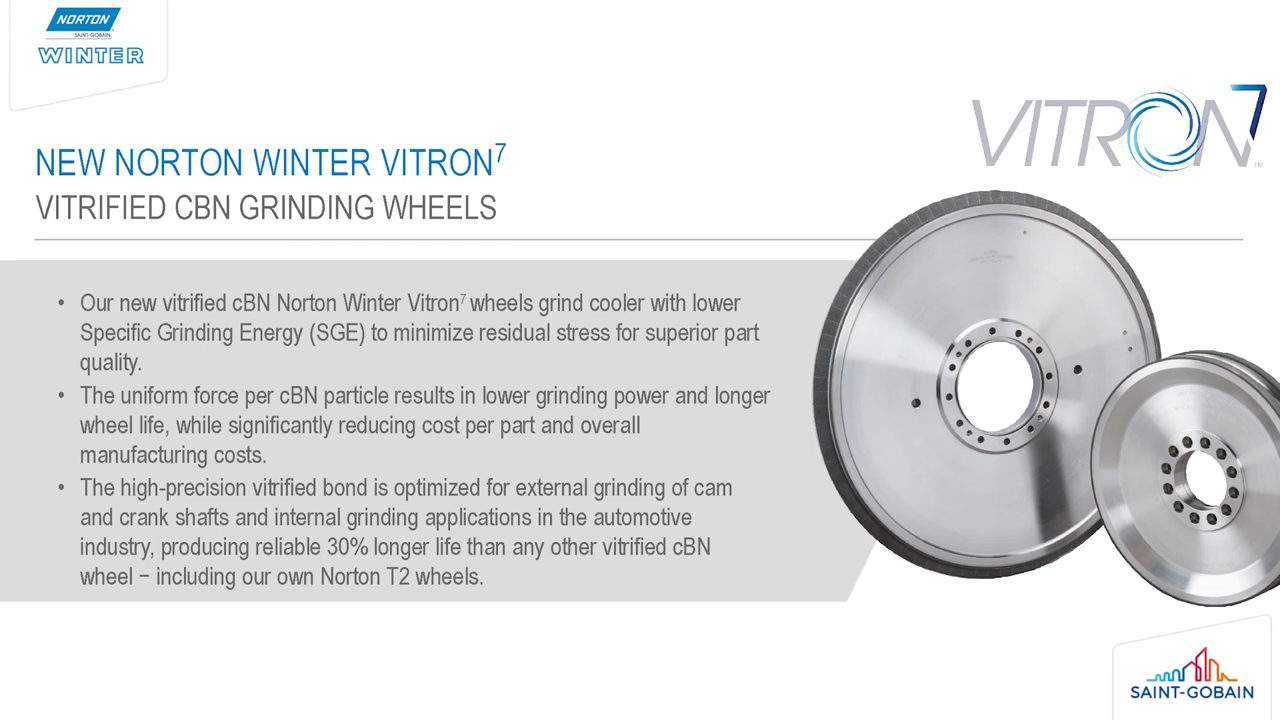 NORTON
SAINT-GOBAIN
WINTER
VITRON7
TM
NEW NORTON WINTER VITRON⁷
VITRIFIED CBN GRINDING WHEELS
• Our new vitrified cBN Norton Winter Vitron⁷ wheels grind cooler with lower
Specific Grinding Energy (SGE) to minimize residual stress for superior part
quality.
• The uniform force per cBN particle results in lower grinding power and longer
wheel life, while significantly reducing cost per part and overall
manufacturing costs.
• The high-precision vitrified bond is optimized for external grinding of cam
and crank shafts and internal grinding applications in the automotive
industry, producing reliable 30% longer life than any other vitrified cBN
wheel − including our own Norton T2 wheels.
SAINT-GOBAIN